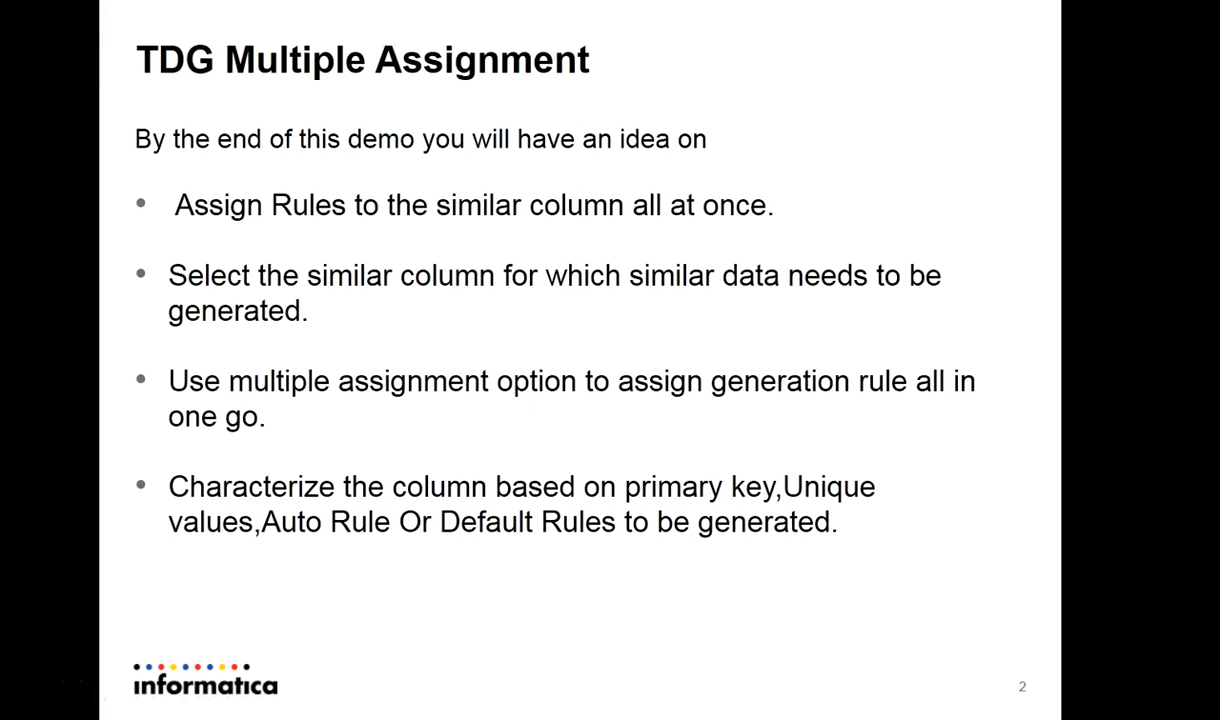 TDG Multiple Assignment
By the end of this demo you will have an idea on
• Assign Rules to the similar column all at once.
• Select the similar column for which similar data needs to be
generated.
• Use multiple assignment option to assign generation rule all in
one go.
• Characterize the column based on primary key,Unique
values,Auto Rule Or Default Rules to be generated.
informatica
2